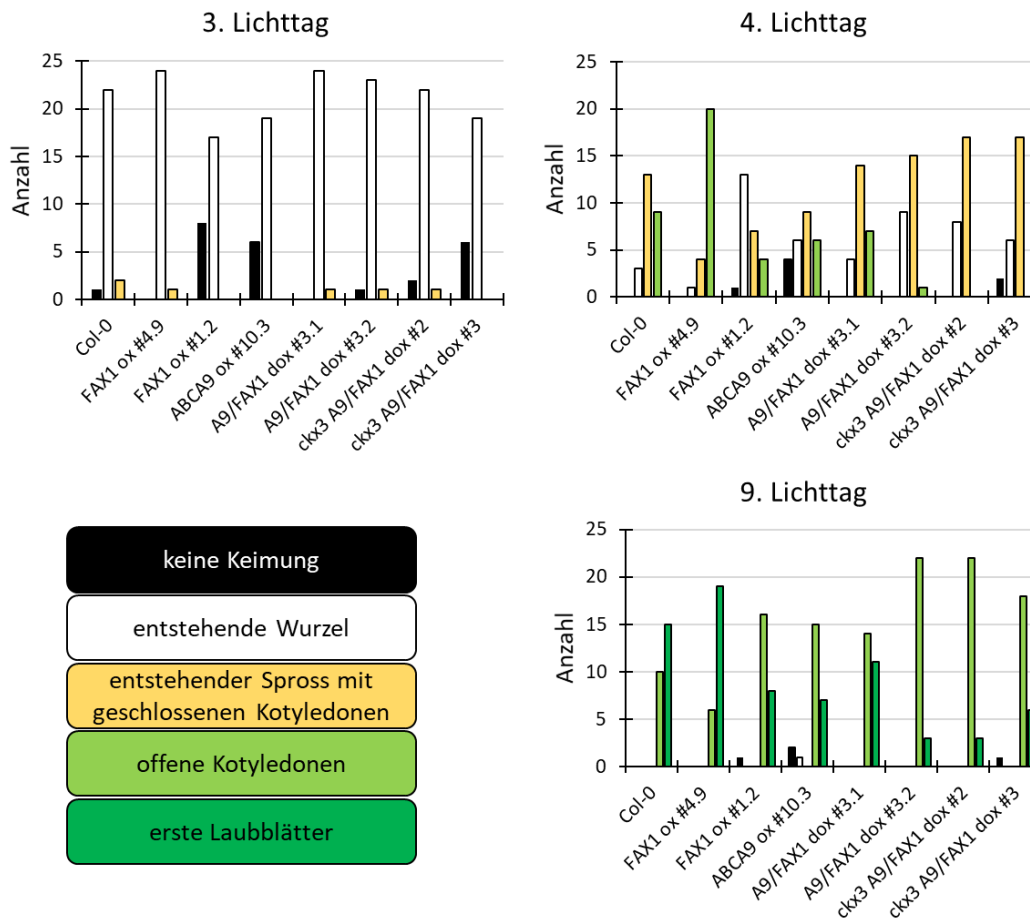 3. Lichttag
Anzahl
25
20
15
10
5
0
Col-0
FAX1 ox #4.9
FAX1 ox #1.2
ABCA9 ox #10.3
A9/FAX1 dox #3.1
A9/FAX1 dox #3.2
ckx3 A9/FAX1 dox #2
ckx3 A9/FAX1 dox #3
4. Lichttag
Anzahl
25
20
15
10
5
0
Col-0
FAX1 ox #4.9
FAX1 ox #1.2
ABCA9 ox #10.3
A9/FAX1 dox #3.1
A9/FAX1 dox #3.2
ckx3 A9/FAX1 dox #2
ckx3 A9/FAX1 dox #3
keine Keimung
entstehende Wurzel
entstehender Spross mit
geschlossenen Kotyledonen
offene Kotyledonen
erste Laubblätter
9. Lichttag
Anzahl
25
20
15
10
5
0
Col-0
FAX1 ox #4.9
FAX1 ox #1.2
ABCA9 ox #10.3
A9/FAX1 dox #3.1
A9/FAX1 dox #3.2
ckx3 A9/FAX1 dox #2
ckx3 A9/FAX1 dox #3